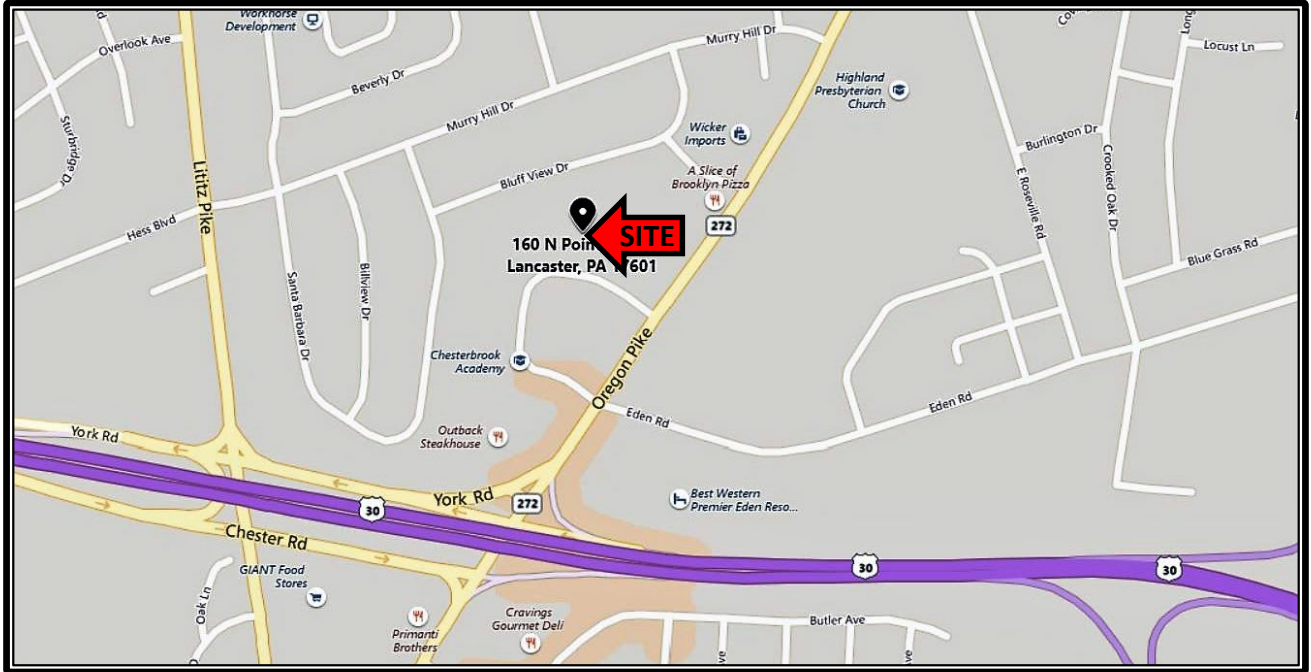 Workhorse
Development
Overlook Ave
Murry Hill Dr
Locust Ln
Beverly Dr
Highland
Presbyterian
Church
Sturbridge Dr
Murry Hill Dr
Wicker
Imports
Burlington Dr
Lititz Pike
Bluff View Dr
A Slice of
Brooklyn Pizza
E Roseville Rd
Crooked Oak Dr
Hess Blvd
272
SITE
160 N Poin
Lancaster, PA 17601
Blue Grass Rd
Santa Barbara Dr
Billview Dr
Chesterbrook
Academy
Oregon Pike
Eden Rd
Eden Rd
Outback
Steakhouse
York Rd
York Rd
272
30
Best Western
Premier Eden Reso...
Chester Rd
30
30
GIANT Food
Stores
Oak Ln
Primanti
Brothers
Cravings
Gourmet Deli
Butler Ave
ve
ve